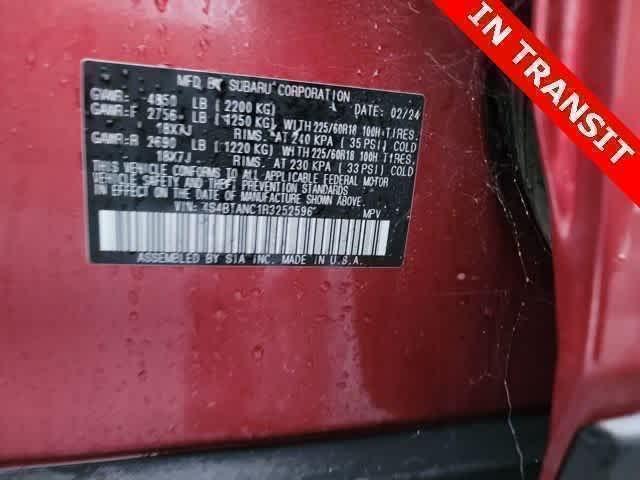 IN TRANSIT
MFD. BY SUBARU CORPORATION
DATE: 02/24
GVWR: 4850 LB (2200 KG)
GAWR:F 2756 LB (1250 KG) WITH 225/60R18 100H TIRES,
18X7J RIMS, AT 240 KPA (35 PSI) COLD
GAWR:R 2690 LB (1220 KG) WITH 225/60R18 100H TIRES,
18X7J RIMS, AT 230 KPA (33 PSI) COLD
THIS VEHICLE CONFORMS TO ALL APPLICABLE FEDERAL MOTOR
VEHICLE SAFETY AND THEFT PREVENTION STANDARDS
IN EFFECT ON THE DATE OF MANUFACTURE SHOWN ABOVE.
VIN: 4S4BTANC1R3252596 MPV
ASSEMBLED BY SIA INC. MADE IN U.S.A.